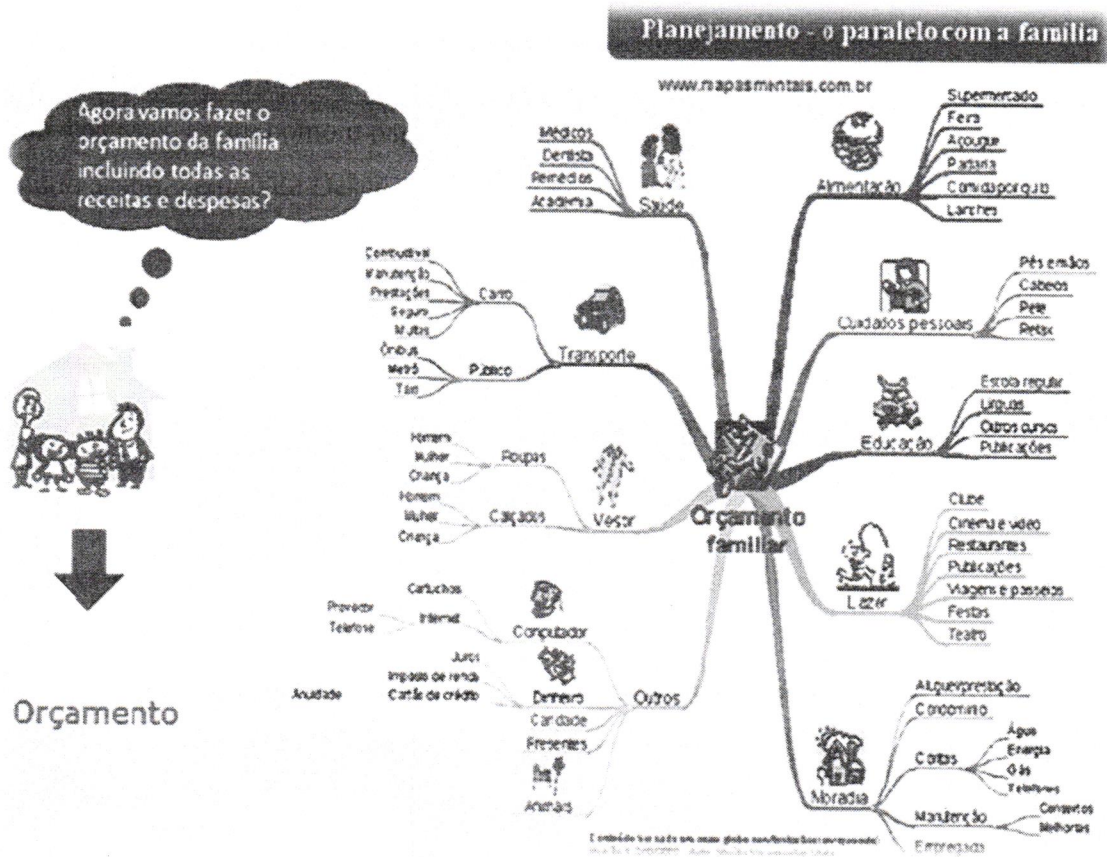 Planejamento - o paralelo com a família
www.mapasmentais.com.br
Agora vamos fazer o
orçamento da família
incluindo todas as
receitas e despesas?
Orçamento
Orçamento
familiar
Saúde
Médicos
Dentista
Remédios
Academia
Transporte
Carro
Combustível
Manutenção
Prestações
Seguro
Multas
Público
Ônibus
Metrô
Táxi
Vestir
Roupas
Homem
Mulher
Criança
Calçados
Homem
Mulher
Criança
Outros
Computador
Cartuchos
Internet
Provedor
Telefone
Dinheiro
Juros
Imposto de renda
Cartão de crédito
Anuidade
Caridade
Presentes
Animais
Alimentação
Supermercado
Feira
Açougue
Padaria
Comida por quilo
Lanches
Cuidados pessoais
Pés e mãos
Cabelos
Pele
Relax
Educação
Escola regular
Línguas
Outros cursos
Publicações
Lazer
Clube
Cinema e vídeo
Restaurantes
Publicações
Viagens e passeios
Festas
Teatro
Moradia
Aluguel/prestação
Condomínio
Contas
Água
Energia
Gás
Telefones
Manutenção
Consertos
Melhorias
Empregada